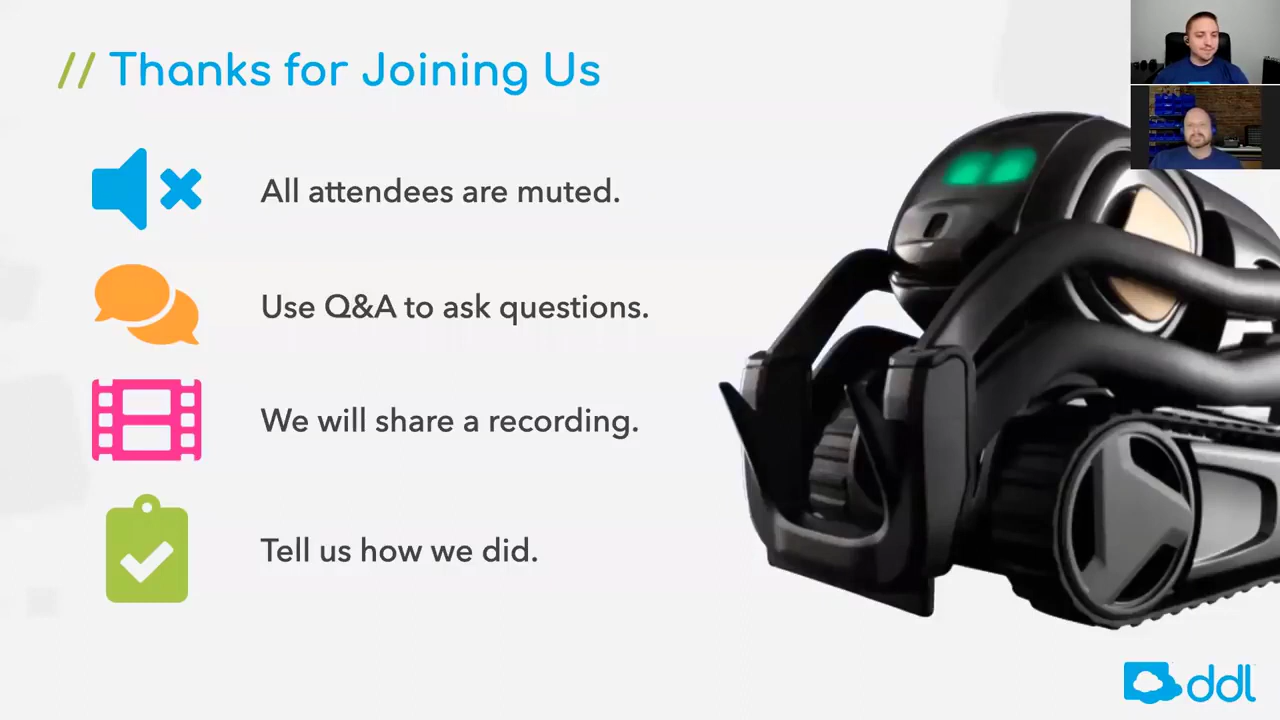 // Thanks for Joining Us
All attendees are muted.
Use Q&A to ask questions.
We will share a recording.
Tell us how we did.
ddl